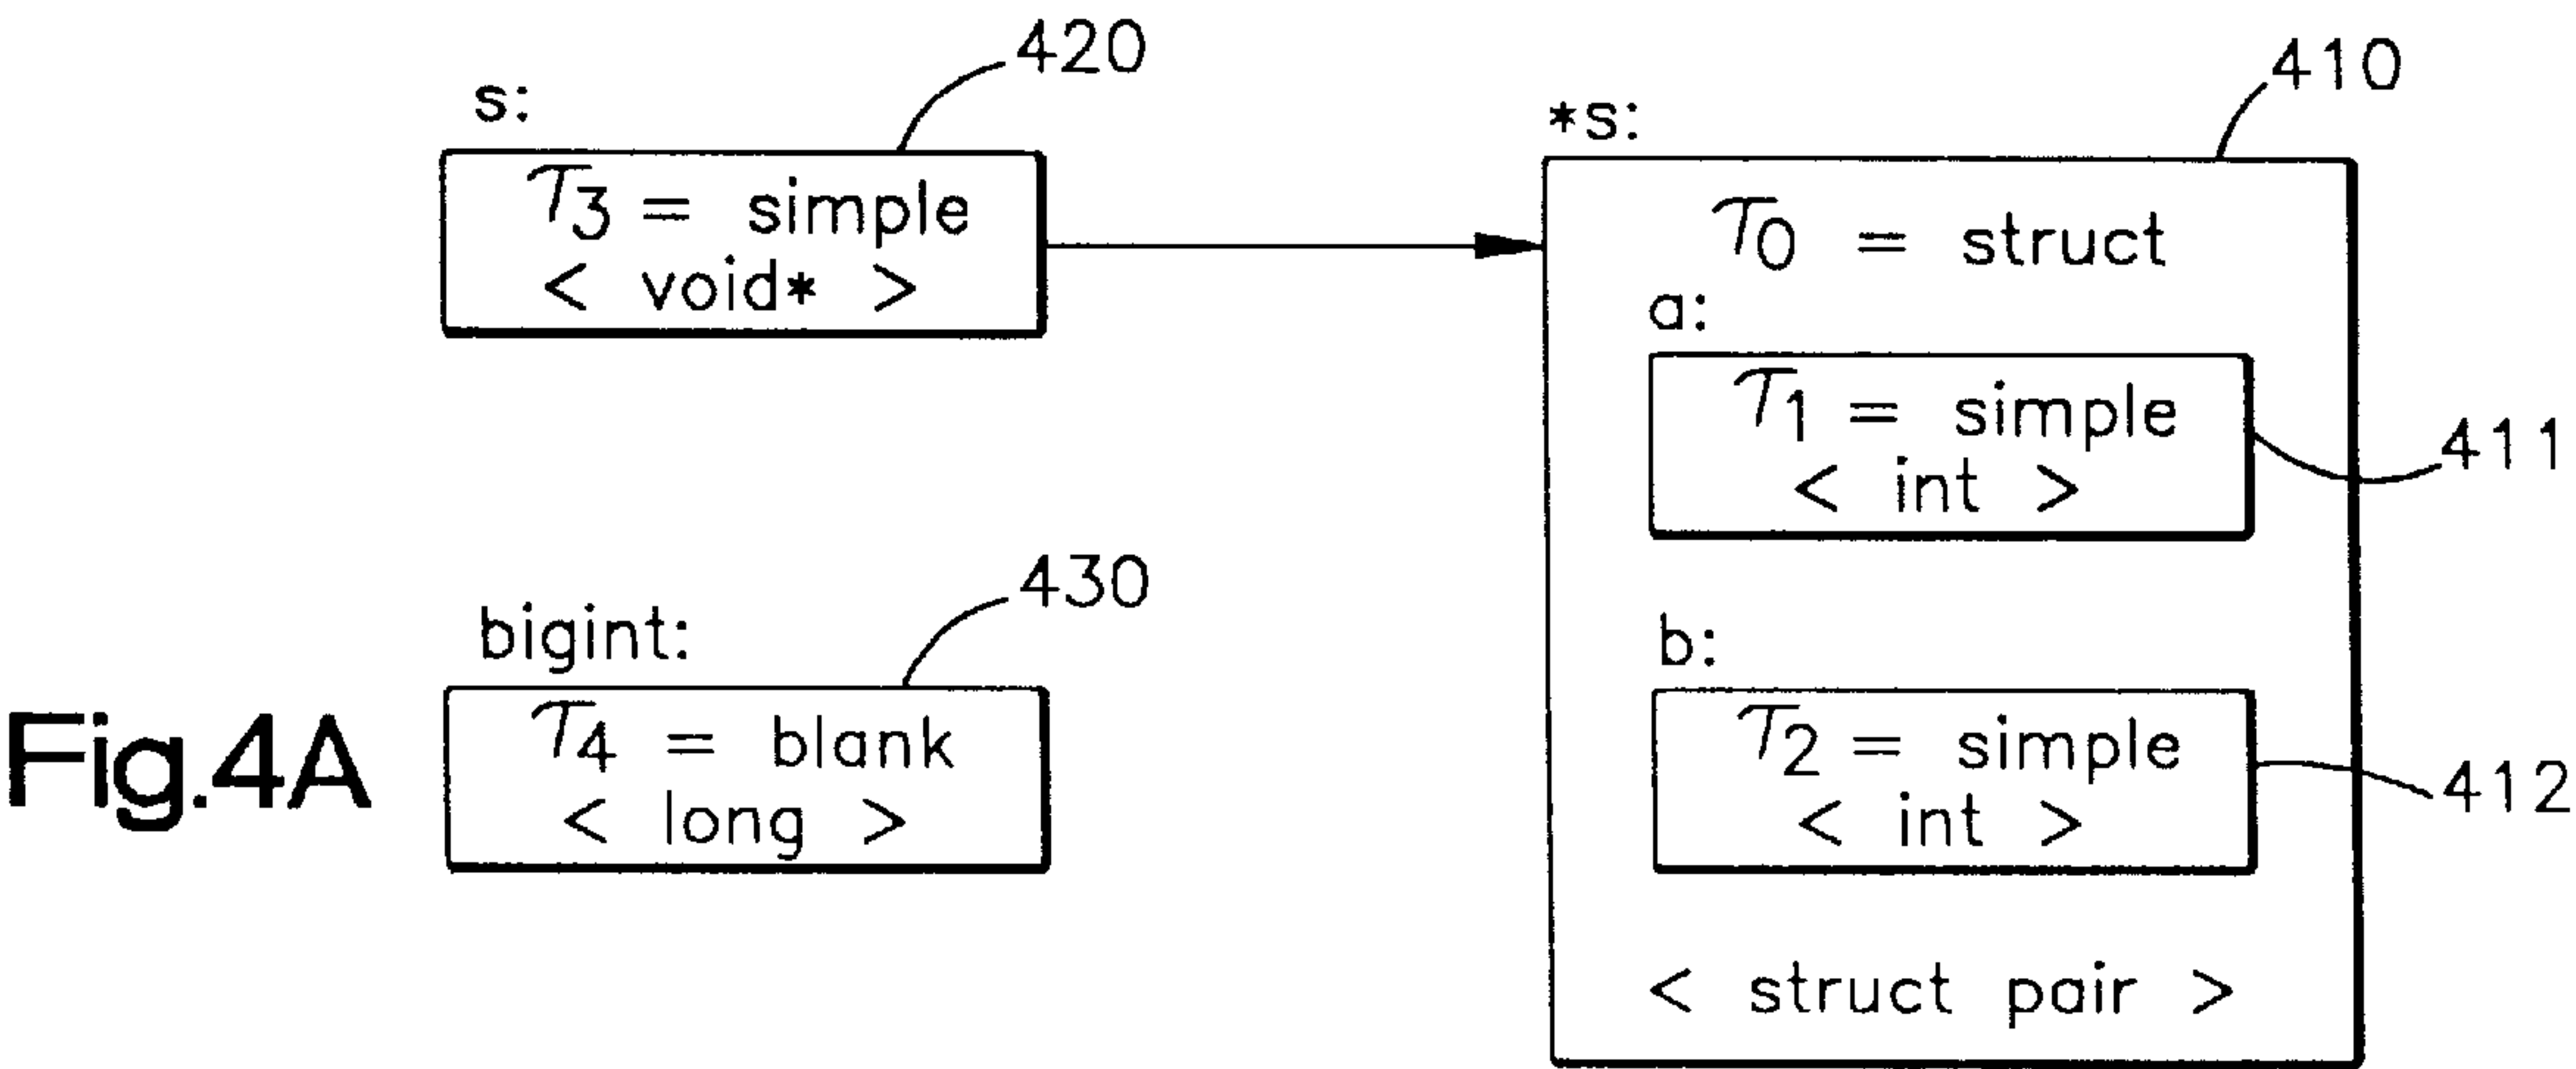 420
s:
τ3 = simple
< void* >
410
*s:
τ0 = struct
a:
τ1 = simple
< int >
411
b:
τ2 = simple
< int >
412
< struct pair >
430
bigint:
τ4 = blank
< long >
Fig.4A